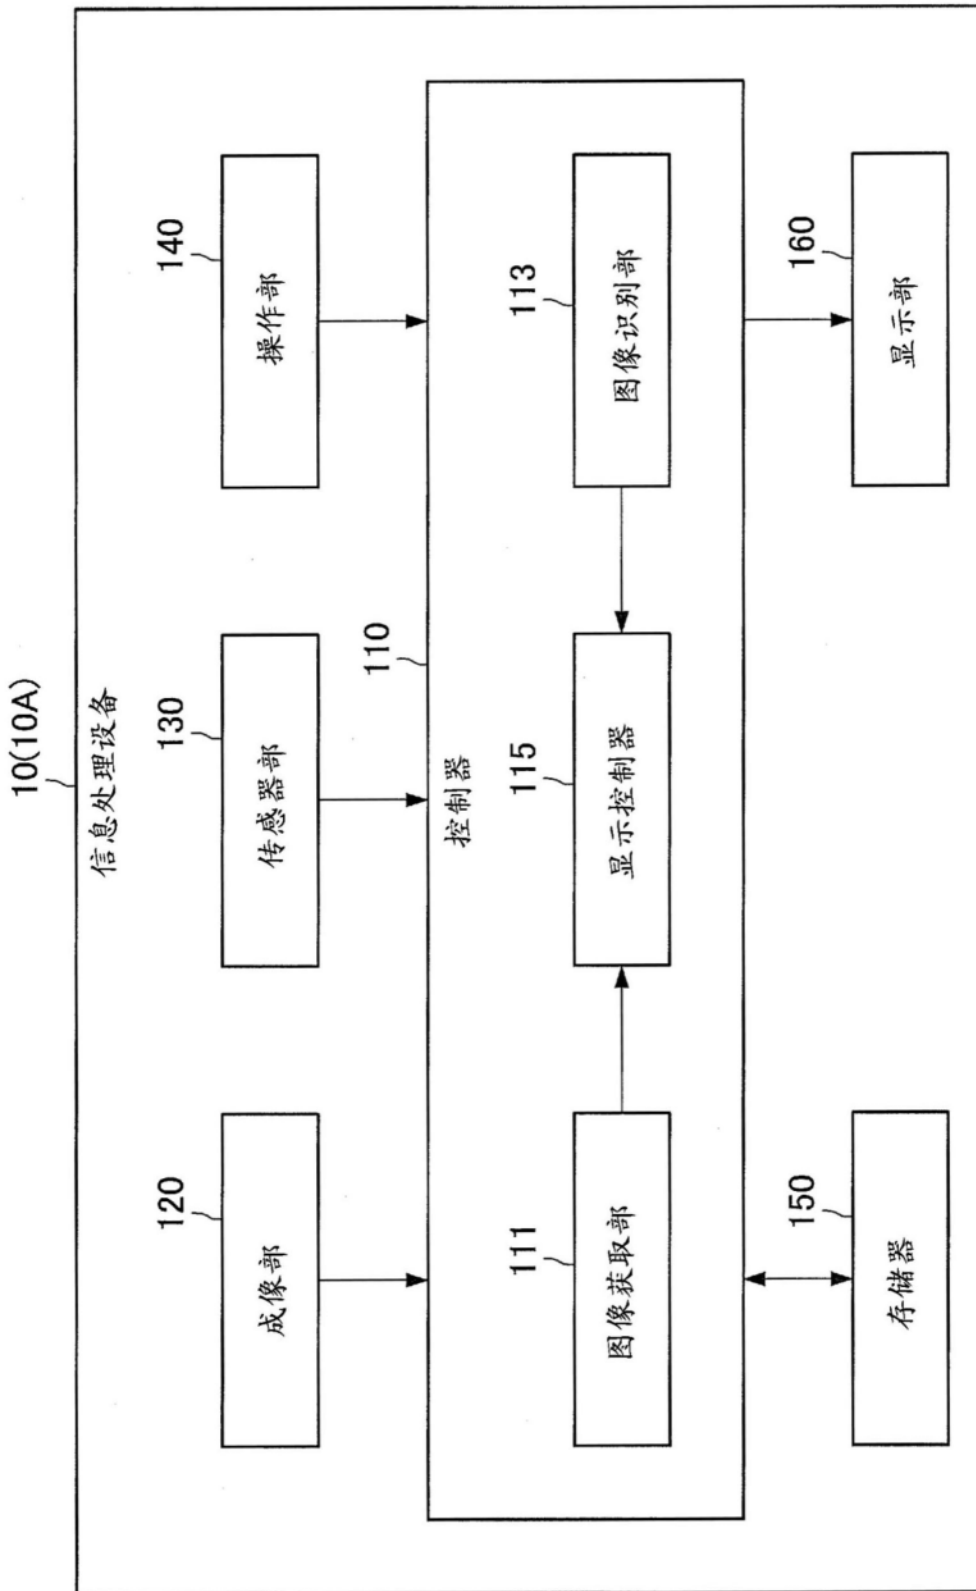 10(10A)
信息处理设备
120
130
140
成像部
传感器部
操作部
110
控制器
111
115
113
图像获取部
显示控制器
图像识别部
150
160
存储器
显示部